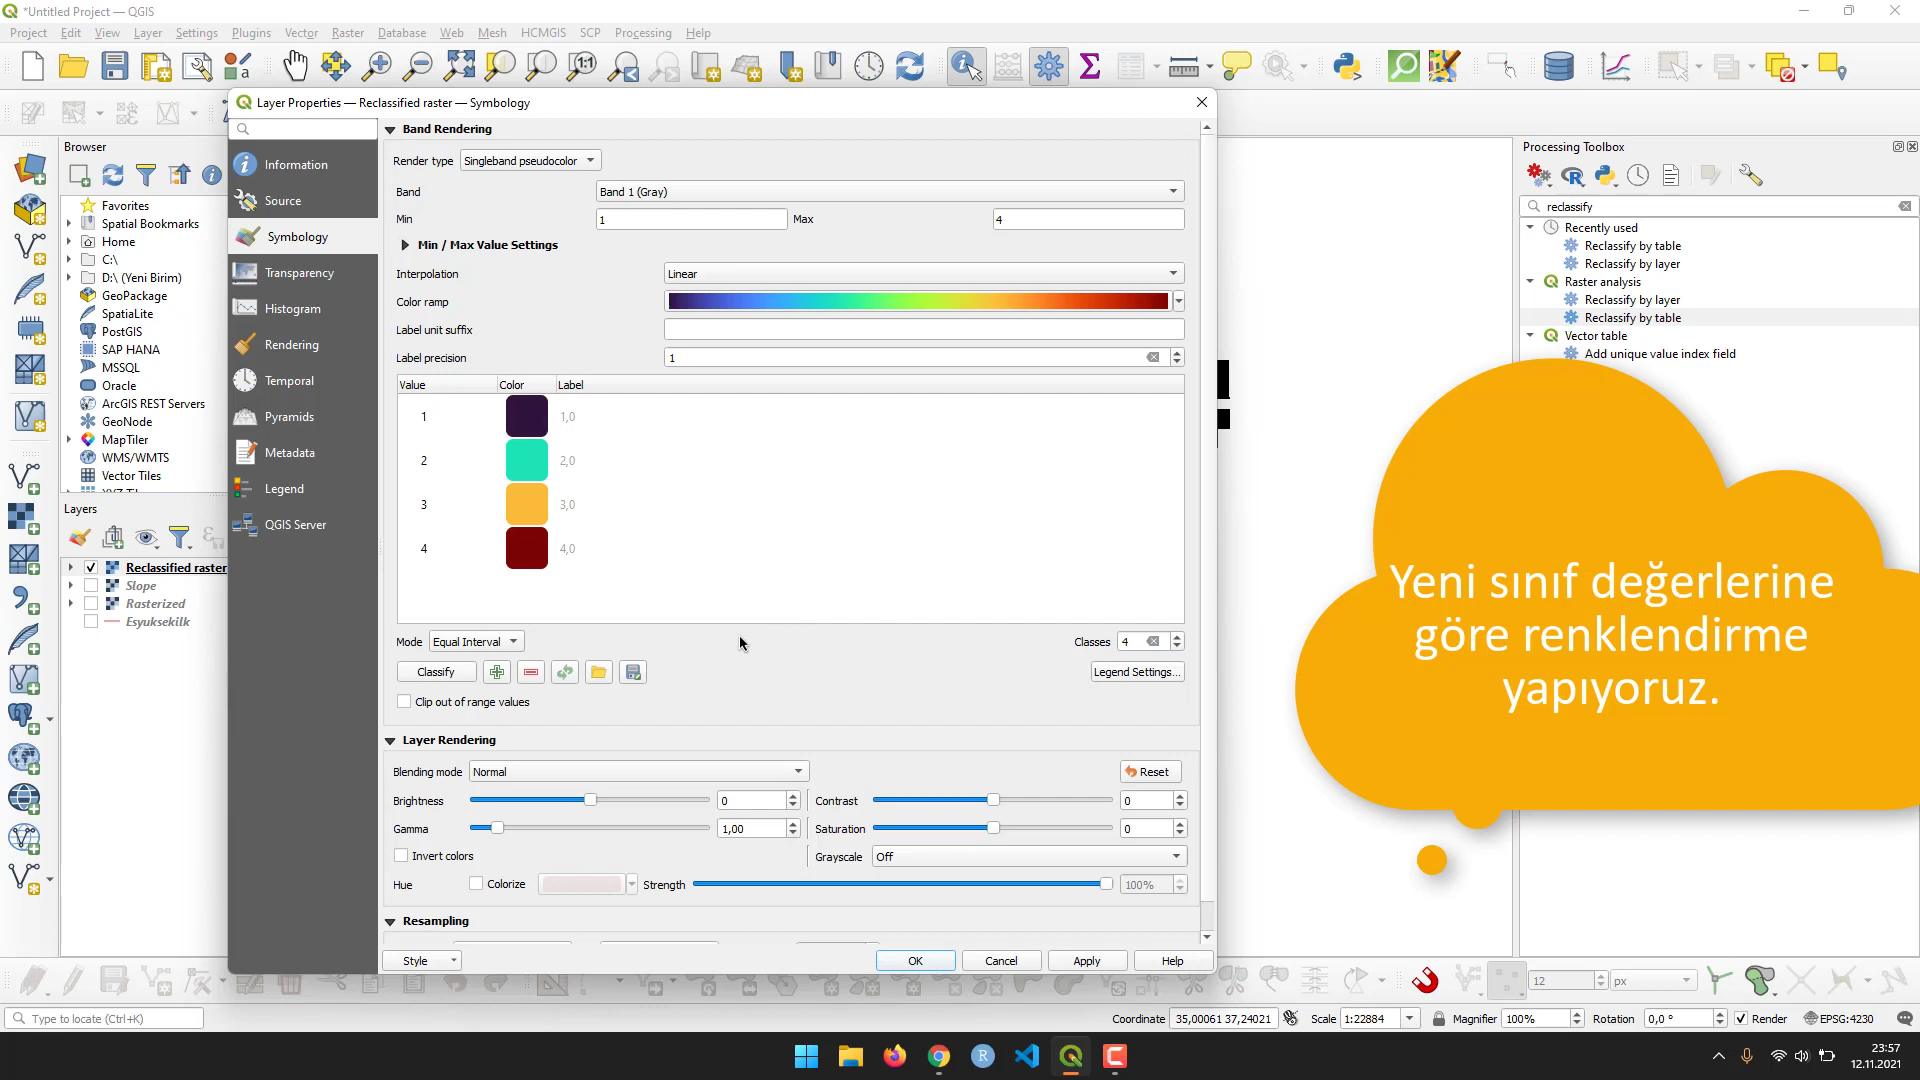 *Untitled Project — QGIS
Project Edit View Layer Settings Plugins Vector Raster Database Web Mesh HCMGIS SCP Processing Help
Layer Properties — Reclassified raster — Symbology
Browser
Favorites
Spatial Bookmarks
Home
C:\
D:\ (Yeni Birim)
GeoPackage
SpatiaLite
PostGIS
SAP HANA
MSSQL
Oracle
ArcGIS REST Servers
GeoNode
MapTiler
WMS/WMTS
Vector Tiles
Layers
Reclassified raster
Slope
Rasterized
Esyuksekilk
Information
Source
Symbology
Transparency
Histogram
Rendering
Temporal
Pyramids
Metadata
Legend
QGIS Server
Band Rendering
Render type Singleband pseudocolor
Band Band 1 (Gray)
Min 1 Max 4
Min / Max Value Settings
Interpolation Linear
Color ramp
Label unit suffix
Label precision 1
Value Color Label
1 1,0
2 2,0
3 3,0
4 4,0
Mode Equal Interval Classes 4
Classify Legend Settings...
Clip out of range values
Layer Rendering
Blending mode Normal Reset
Brightness 0 Contrast 0
Gamma 1,00 Saturation 0
Invert colors Grayscale Off
Hue Colorize Strength 100%
Resampling
Style OK Cancel Apply Help
Processing Toolbox
reclassify
Recently used
Reclassify by table
Reclassify by layer
Raster analysis
Reclassify by layer
Reclassify by table
Vector table
Add unique value index field
Yeni sınıf değerlerine
göre renklendirme
yapıyoruz.
12 px
Type to locate (Ctrl+K) Coordinate 35,00061 37,24021 Scale 1:22884 Magnifier 100% Rotation 0,0 ° Render EPSG:4230
23:57
12.11.2021